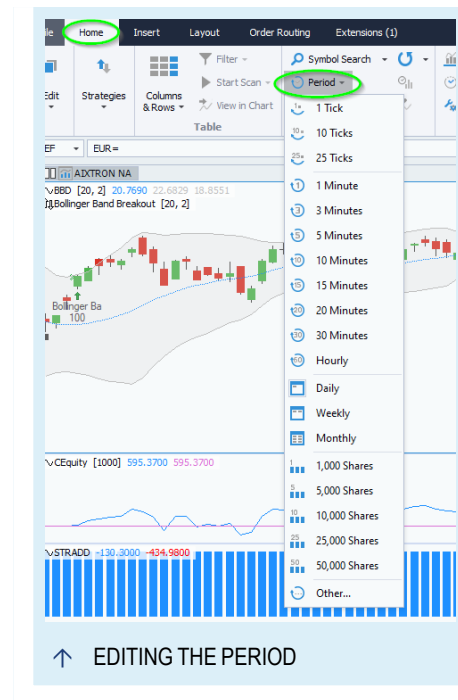 le Home Insert Layout Order Routing Extensions (1)
Filter Symbol Search
Edit Strategies Columns & Rows Start Scan Period
View in Chart
Table
EF EUR=
AIXTRON NA
BBD [20, 2] 20.7690 22.6829 18.8551
Bollinger Band Breakout [20, 2]
Bollinger Ba
100
1 Tick
10 Ticks
25 Ticks
1 Minute
3 Minutes
5 Minutes
10 Minutes
15 Minutes
20 Minutes
30 Minutes
Hourly
Daily
Weekly
Monthly
1,000 Shares
5,000 Shares
10,000 Shares
25,000 Shares
50,000 Shares
Other...
CEquity [1000] 595.3700 595.3700
STRADD -130.3000 -434.9800
↑ EDITING THE PERIOD